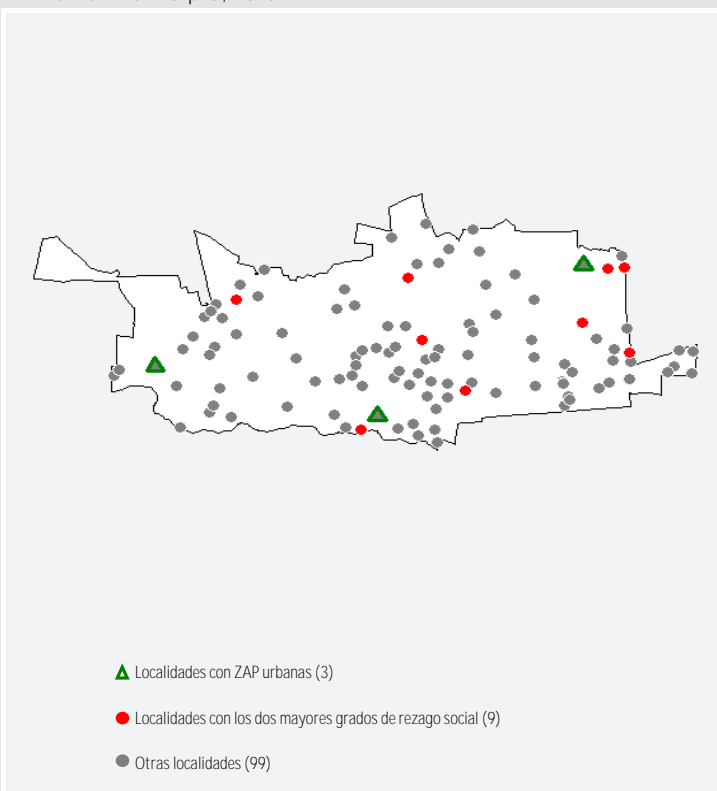 Localidades con ZAP urbanas (3)
Localidades con los dos mayores grados de rezago social (9)
Otras localidades (99)